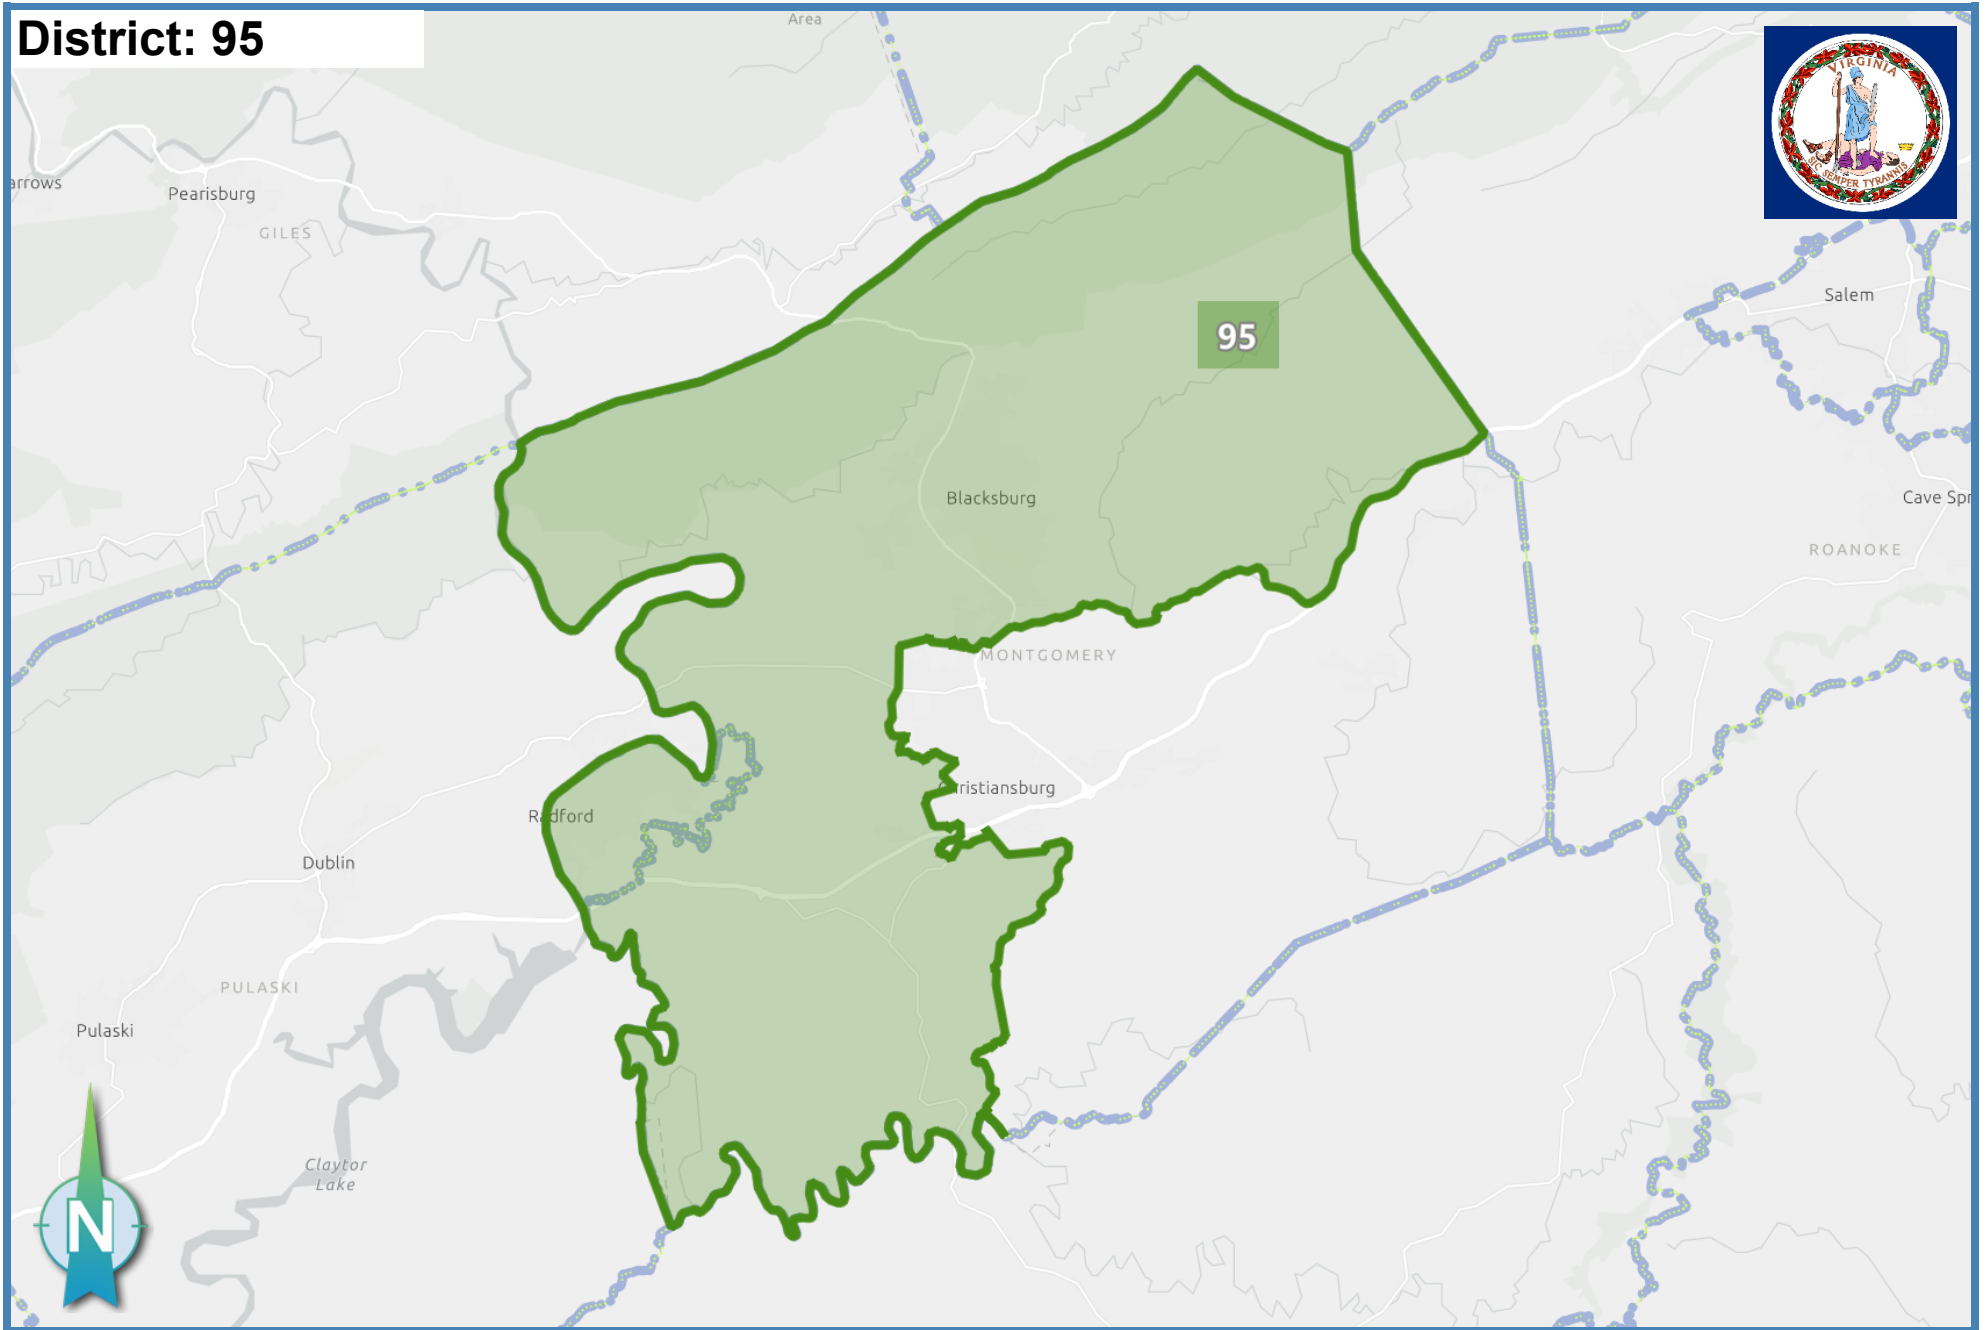 District: 95
Area
VIRGINIA
SIC SEMPER TYRANNIS
arrows
Pearisburg
GILES
Salem
95
Blacksburg
Cave Spr
ROANOKE
MONTGOMERY
Christiansburg
Radford
Dublin
PULASKI
Pulaski
Claytor
Lake
N